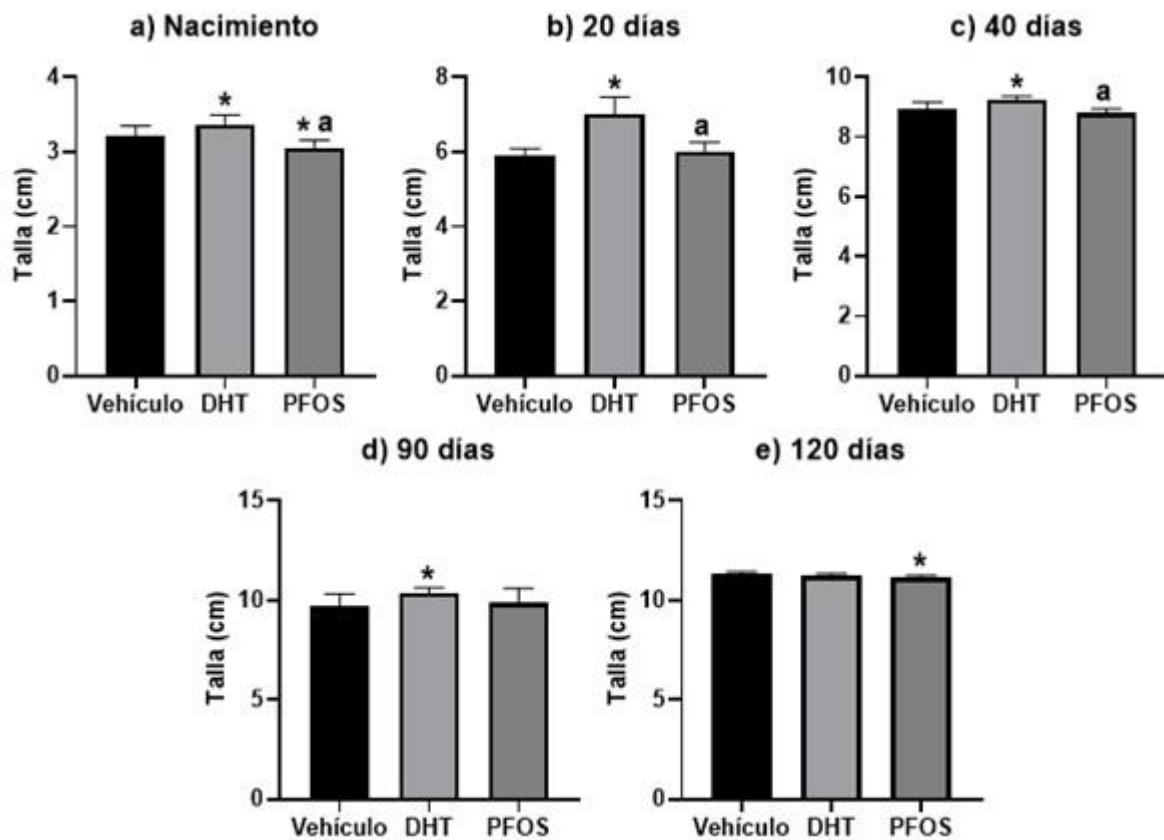 a) Nacimiento
4
3
2
1
0
Talla (cm)
*
* a
Vehículo DHT PFOS
b) 20 días
8
6
4
2
0
Talla (cm)
*
a
Vehículo DHT PFOS
c) 40 días
10
8
6
4
2
0
Talla (cm)
*
a
Vehículo DHT PFOS
d) 90 días
15
10
5
0
Talla (cm)
*
Vehículo DHT PFOS
e) 120 días
15
10
5
0
Talla (cm)
*
Vehículo DHT PFOS